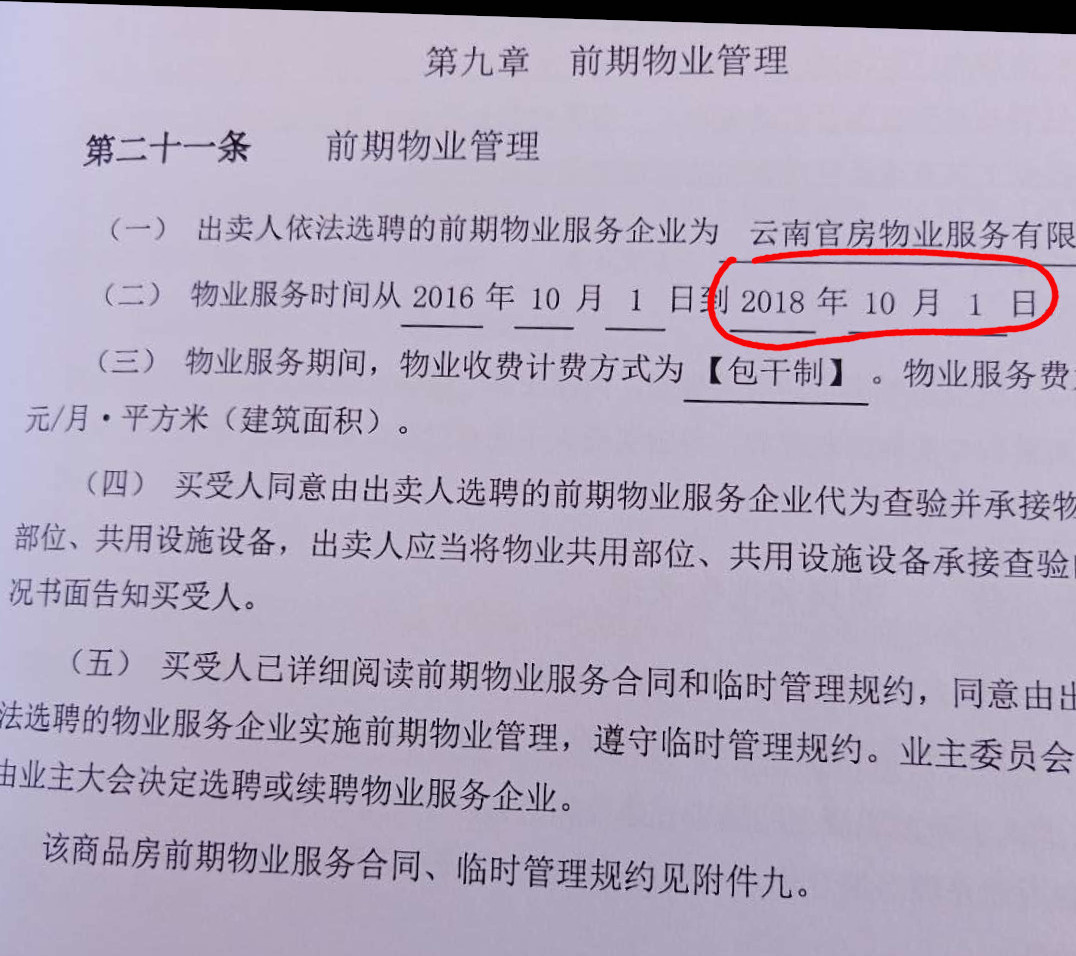 第九章 前期物业管理
第二十一条 前期物业管理
（一） 出卖人依法选聘的前期物业服务企业为 云南官房物业服务有限
（二） 物业服务时间从 2016 年 10 月 1 日到 2018 年 10 月 1 日
（三） 物业服务期间，物业收费计费方式为 【包干制】 。物业服务费
元/月·平方米（建筑面积）。
（四） 买受人同意由出卖人选聘的前期物业服务企业代为查验并承接物
部位、共用设施设备，出卖人应当将物业共用部位、共用设施设备承接查验
况书面告知买受人。
（五） 买受人已详细阅读前期物业服务合同和临时管理规约，同意由出
法选聘的物业服务企业实施前期物业管理，遵守临时管理规约。业主委员会
由业主大会决定选聘或续聘物业服务企业。
该商品房前期物业服务合同、临时管理规约见附件九。